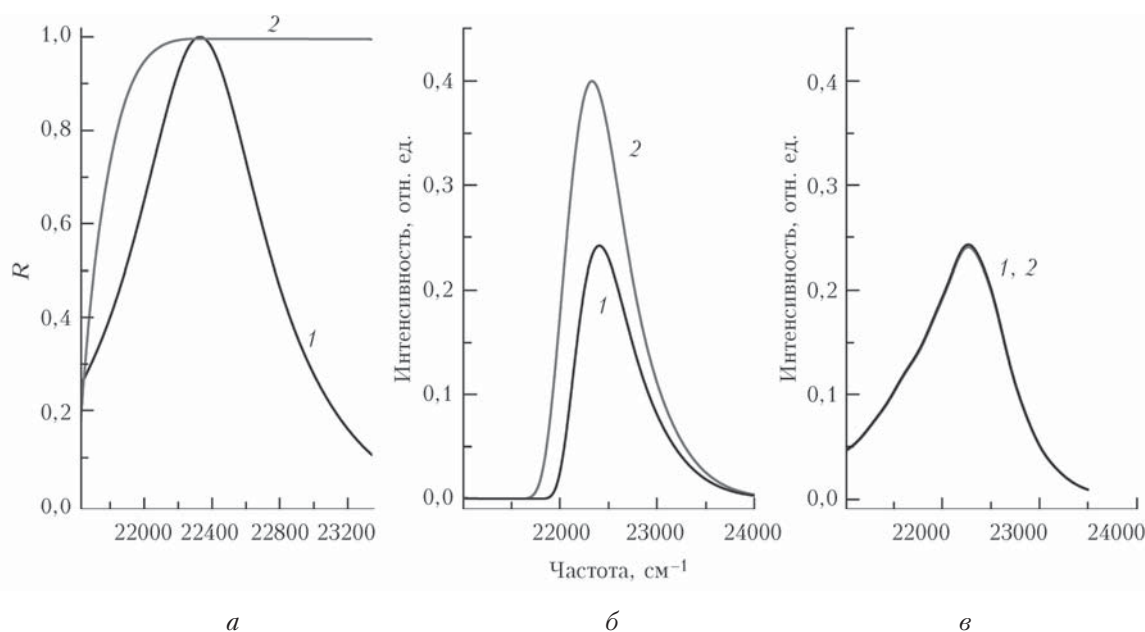 R
1,0
0,8
0,6
0,4
0,2
0,0
2
1
22000 22400 22800 23200
а
Интенсивность, отн. ед.
0,4
0,3
0,2
0,1
0,0
2
1
22000 23000 24000
Частота, см⁻¹
б
Интенсивность, отн. ед.
0,4
0,3
0,2
0,1
0,0
1, 2
22000 23000 24000
в